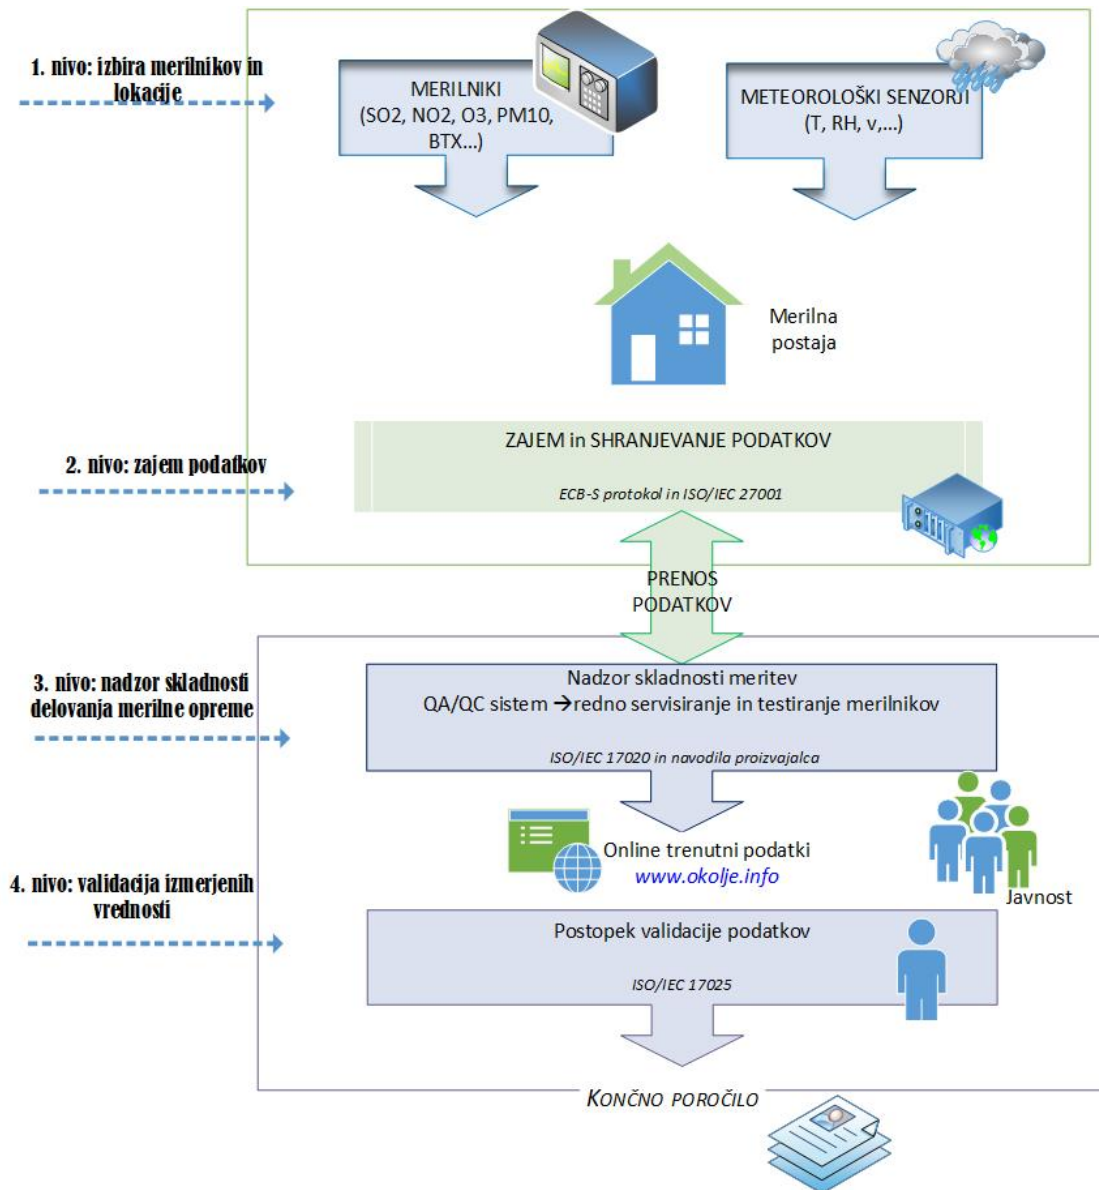 1. nivo: izbira merilnikov in
lokacije
MERILNIKI
(SO2, NO2, O3, PM10,
BTX...)
METEOROLOŠKI SENZORJI
(T, RH, v,...)
Merilna
postaja
2. nivo: zajem podatkov
ZAJEM in SHRANJEVANJE PODATKOV
ECB-S protokol in ISO/IEC 27001
PRENOS
PODATKOV
3. nivo: nadzor skladnosti
delovanja merilne opreme
Nadzor skladnosti meritev
QA/QC sistem →redno servisiranje in testiranje merilnikov
ISO/IEC 17020 in navodila proizvajalca
Online trenutni podatki
www.okolje.info
Javnost
4. nivo: validacija izmerjenih
vrednosti
Postopek validacije podatkov
ISO/IEC 17025
KONČNO POROČILO